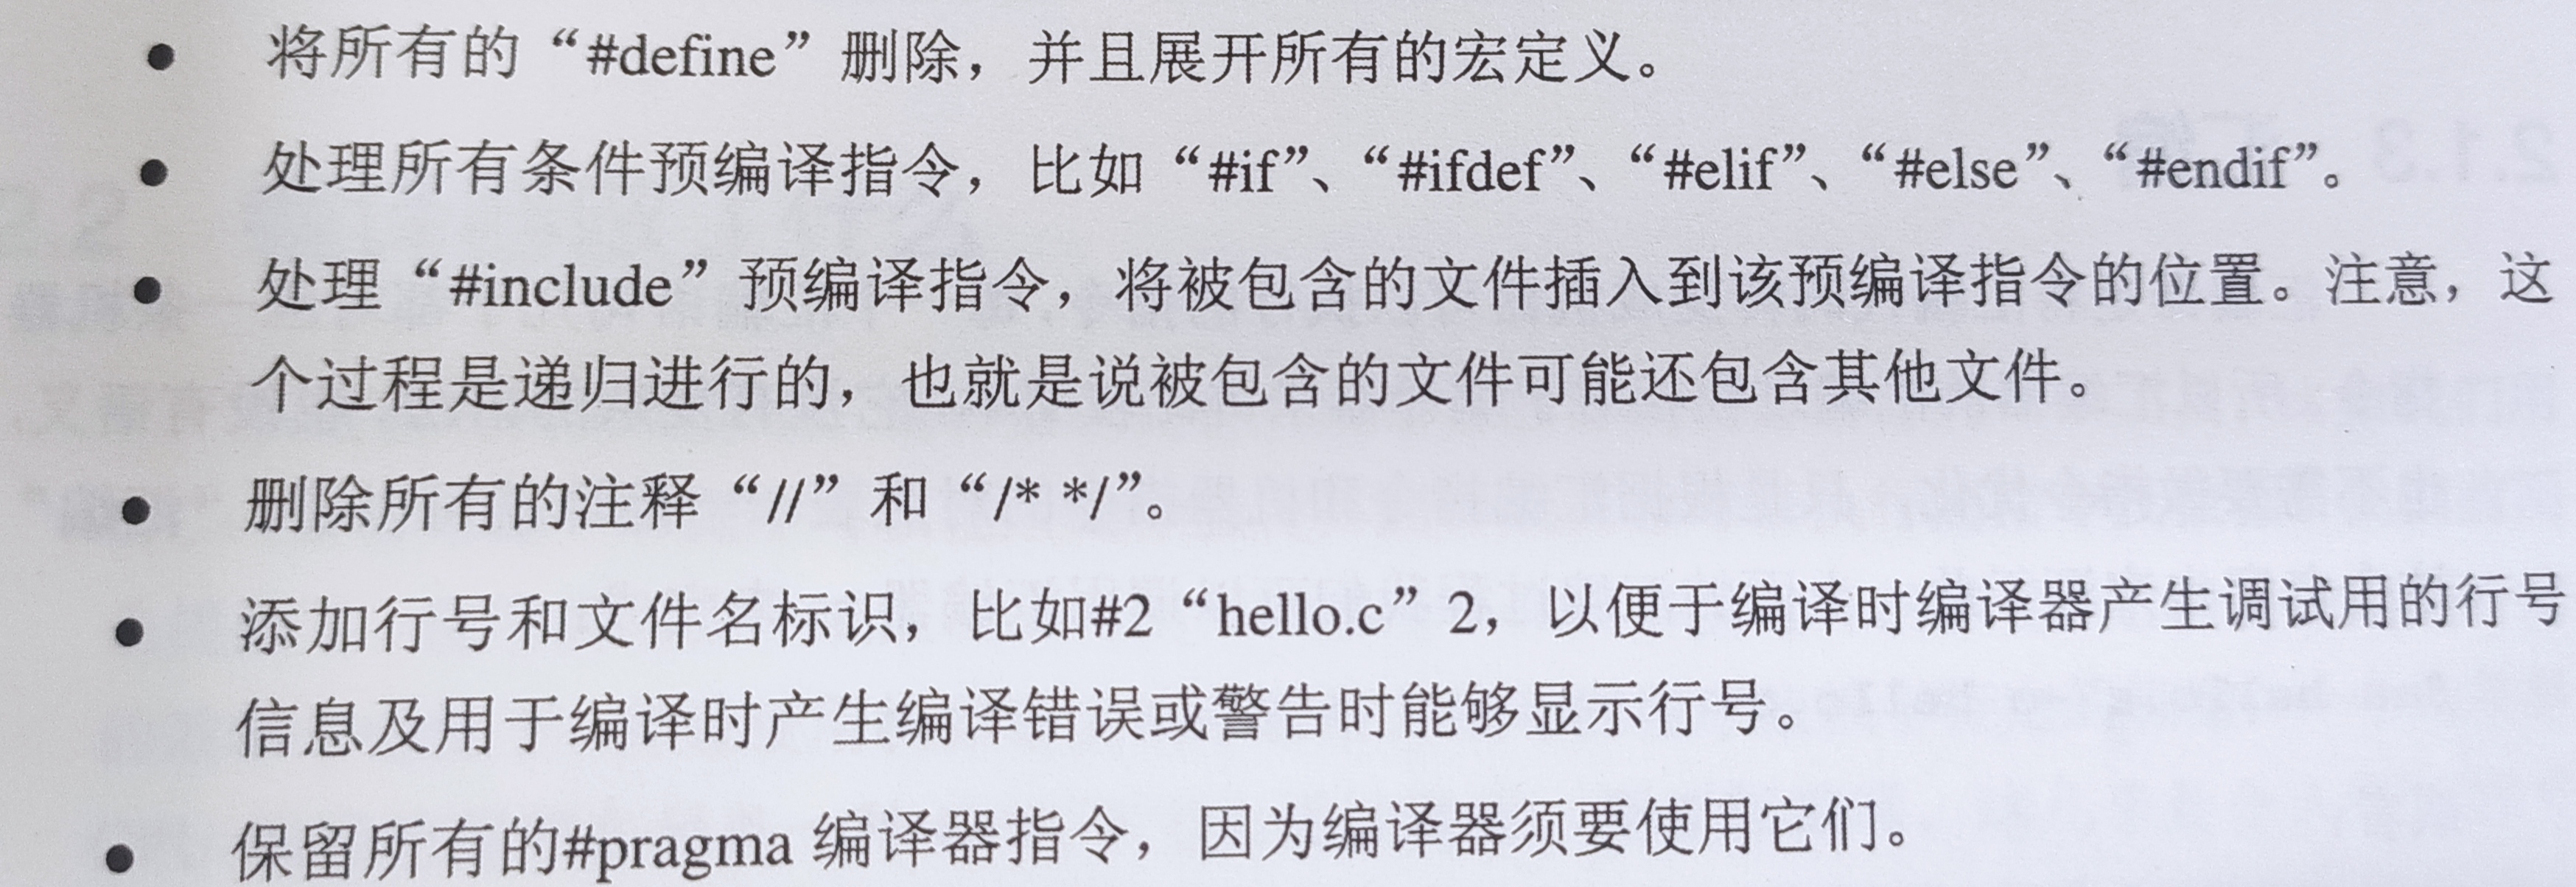 ● 将所有的“#define”删除，并且展开所有的宏定义。
● 处理所有条件预编译指令，比如“#if”、“#ifdef”、“#elif”、“#else”、“#endif”。
● 处理“#include”预编译指令，将被包含的文件插入到该预编译指令的位置。注意，这
个过程是递归进行的，也就是说被包含的文件可能还包含其他文件。
● 删除所有的注释“//”和“/* */”。
● 添加行号和文件名标识，比如#2“hello.c”2，以便于编译时编译器产生调试用的行号
信息及用于编译时产生编译错误或警告时能够显示行号。
● 保留所有的#pragma 编译器指令，因为编译器须要使用它们。